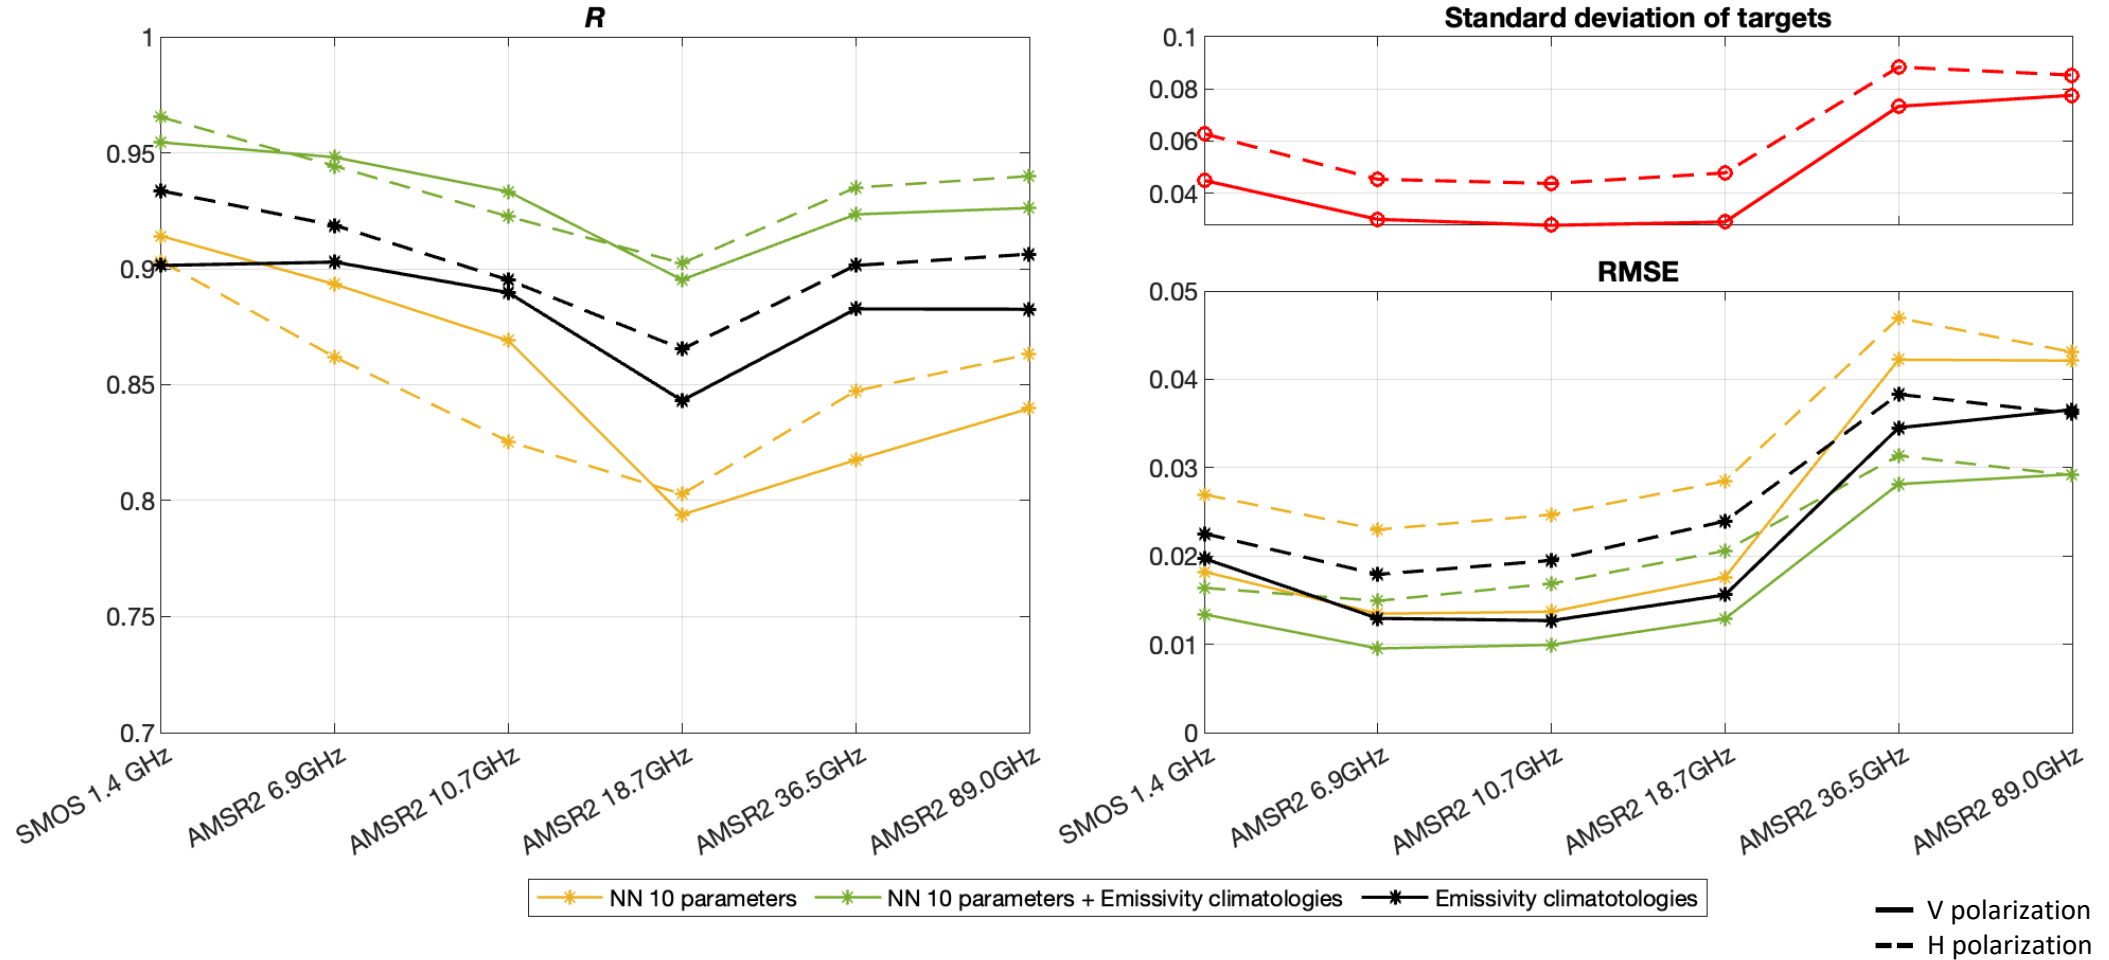 R
1
0.95
0.9
0.85
0.8
0.75
0.7
SMOS 1.4 GHz
AMSR2 6.9GHz
AMSR2 10.7GHz
AMSR2 18.7GHz
AMSR2 36.5GHz
AMSR2 89.0GHz
Standard deviation of targets
0.1
0.08
0.06
0.04
RMSE
0.05
0.04
0.03
0.02
0.01
0
SMOS 1.4 GHz
AMSR2 6.9GHz
AMSR2 10.7GHz
AMSR2 18.7GHz
AMSR2 36.5GHz
AMSR2 89.0GHz
NN 10 parameters
NN 10 parameters + Emissivity climatologies
Emissivity climatotologies
V polarization
H polarization